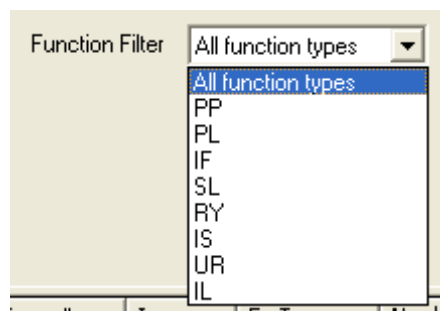 Function Filter All function types
All function types
PP
PL
IF
SL
RY
IS
UR
IL